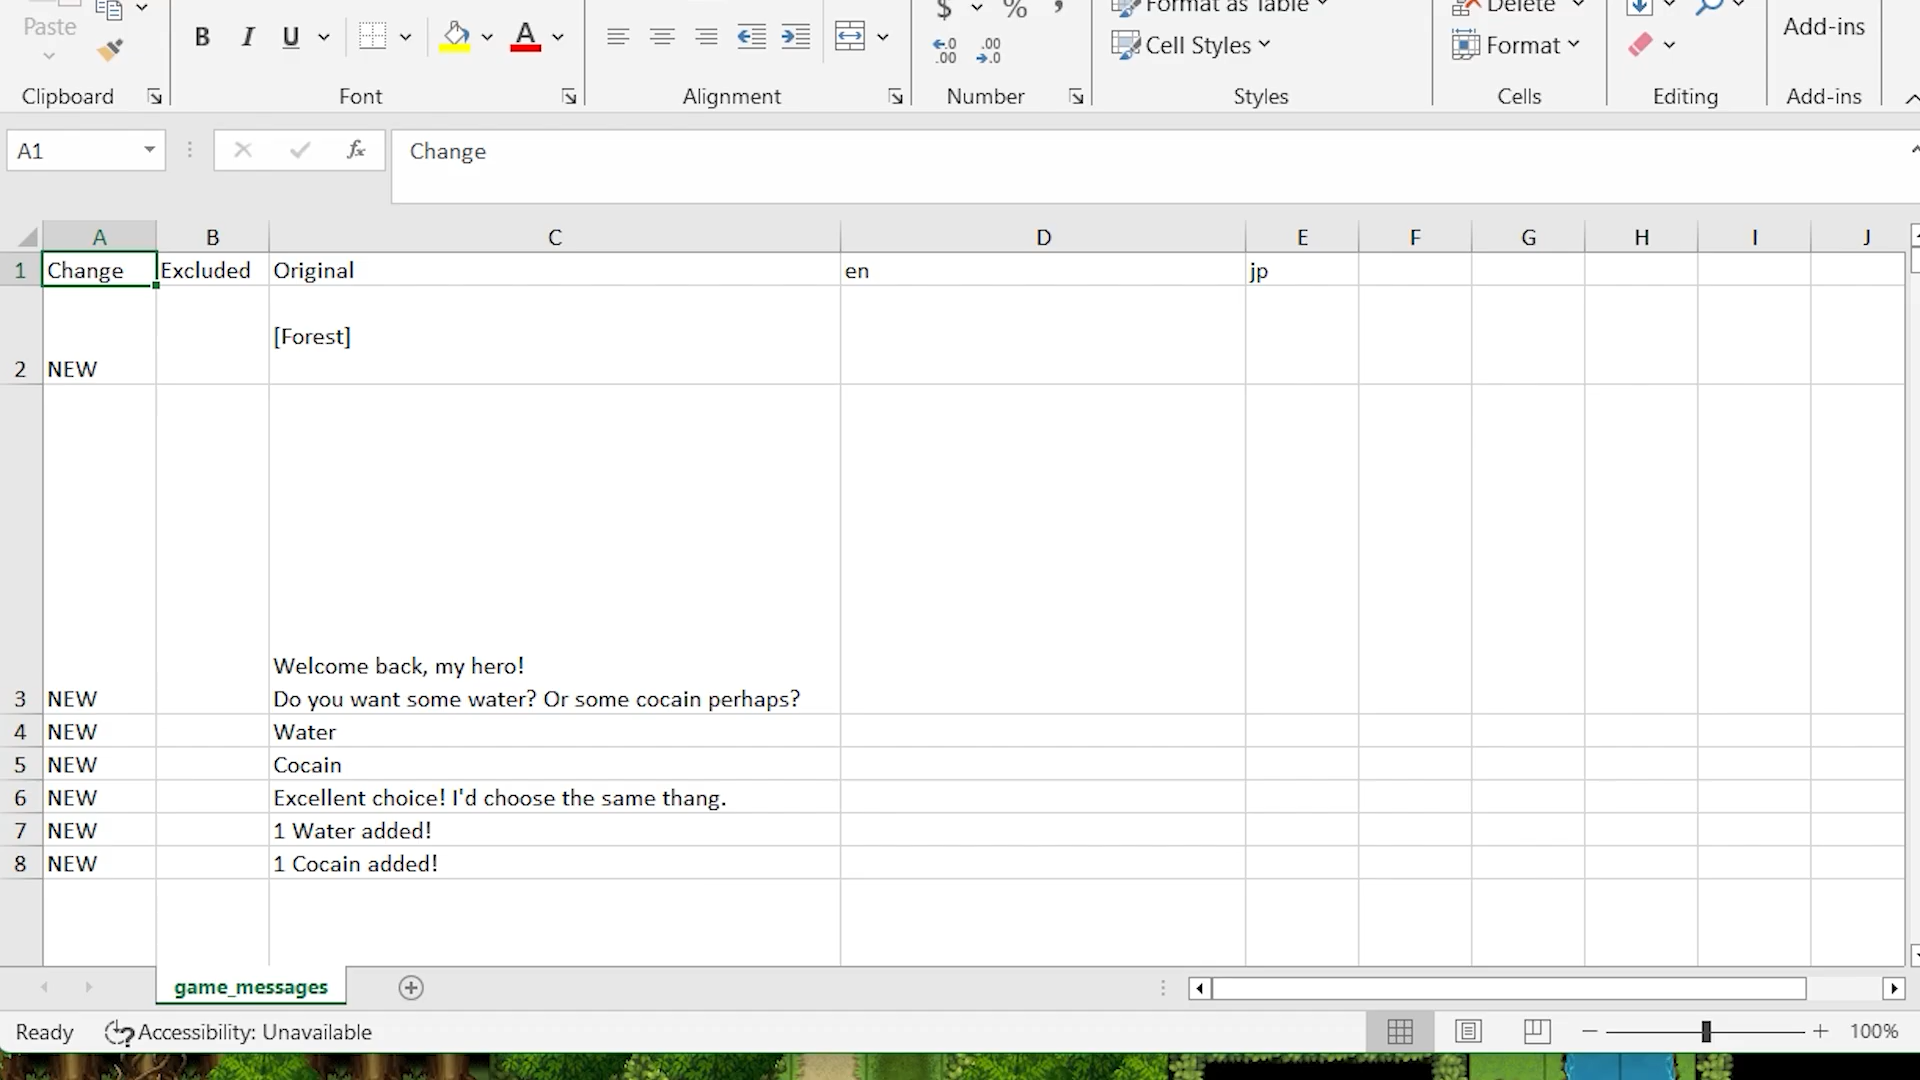 Paste
$ % ,
Format as Table
Delete
B I U
A
Cell Styles
Format
Add-ins
Clipboard
Font
Alignment
Number
Styles
Cells
Editing
Add-ins
A1
fx
Change
A B C D E F G H I J
1 Change Excluded Original en jp
[Forest]
2 NEW
Welcome back, my hero!
3 NEW Do you want some water? Or some cocain perhaps?
4 NEW Water
5 NEW Cocain
6 NEW Excellent choice! I'd choose the same thang.
7 NEW 1 Water added!
8 NEW 1 Cocain added!
game_messages
Ready Accessibility: Unavailable 100%